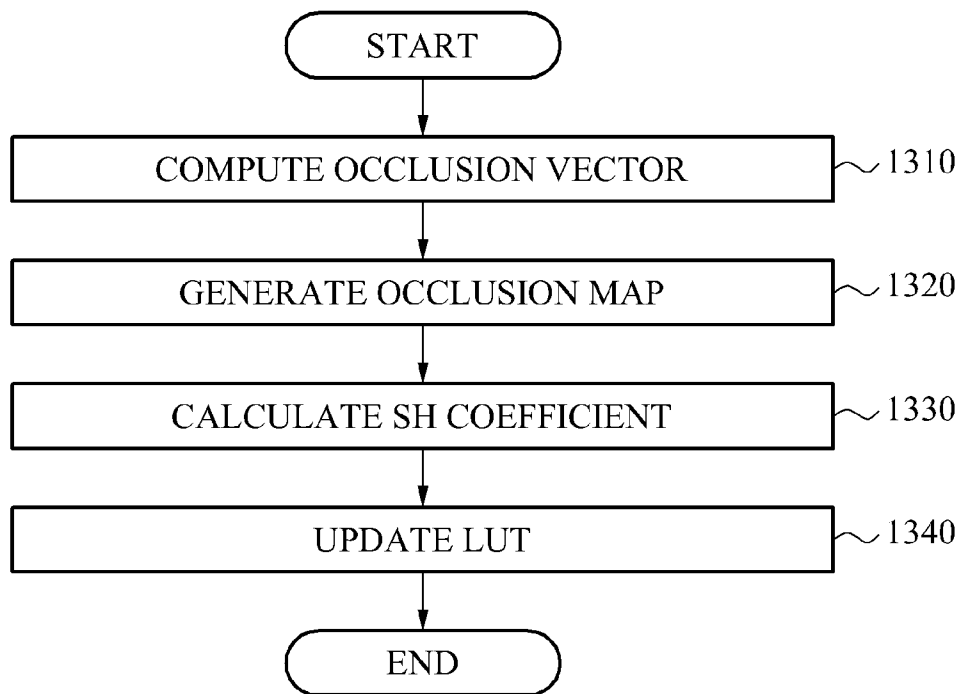 START
COMPUTE OCCLUSION VECTOR
1310
GENERATE OCCLUSION MAP
1320
CALCULATE SH COEFFICIENT
1330
UPDATE LUT
1340
END